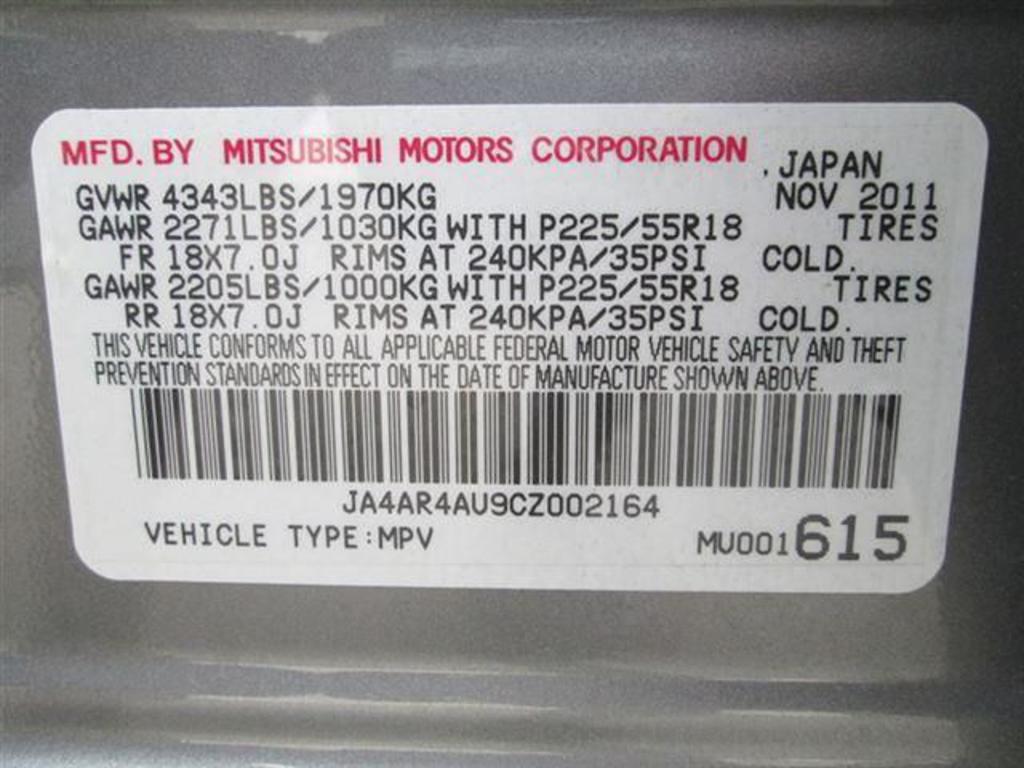 MFD. BY MITSUBISHI MOTORS CORPORATION
, JAPAN
GVWR 4343LBS/1970KG NOV 2011
GAWR 2271LBS/1030KG WITH P225/55R18 TIRES
FR 18X7.0J RIMS AT 240KPA/35PSI COLD.
GAWR 2205LBS/1000KG WITH P225/55R18 TIRES
RR 18X7.0J RIMS AT 240KPA/35PSI COLD.
THIS VEHICLE CONFORMS TO ALL APPLICABLE FEDERAL MOTOR VEHICLE SAFETY AND THEFT
PREVENTION STANDARDS IN EFFECT ON THE DATE OF MANUFACTURE SHOWN ABOVE.
JA4AR4AU9CZ002164
VEHICLE TYPE:MPV MU001615